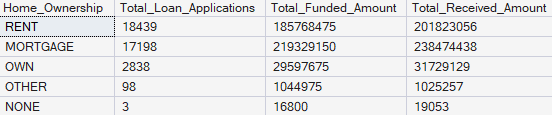 Home_Ownership Total_Loan_Applications Total_Funded_Amount Total_Received_Amount
RENT 18439 185768475 201823056
MORTGAGE 17198 219329150 238474438
OWN 2838 29597675 31729129
OTHER 98 1044975 1025257
NONE 3 16800 19053